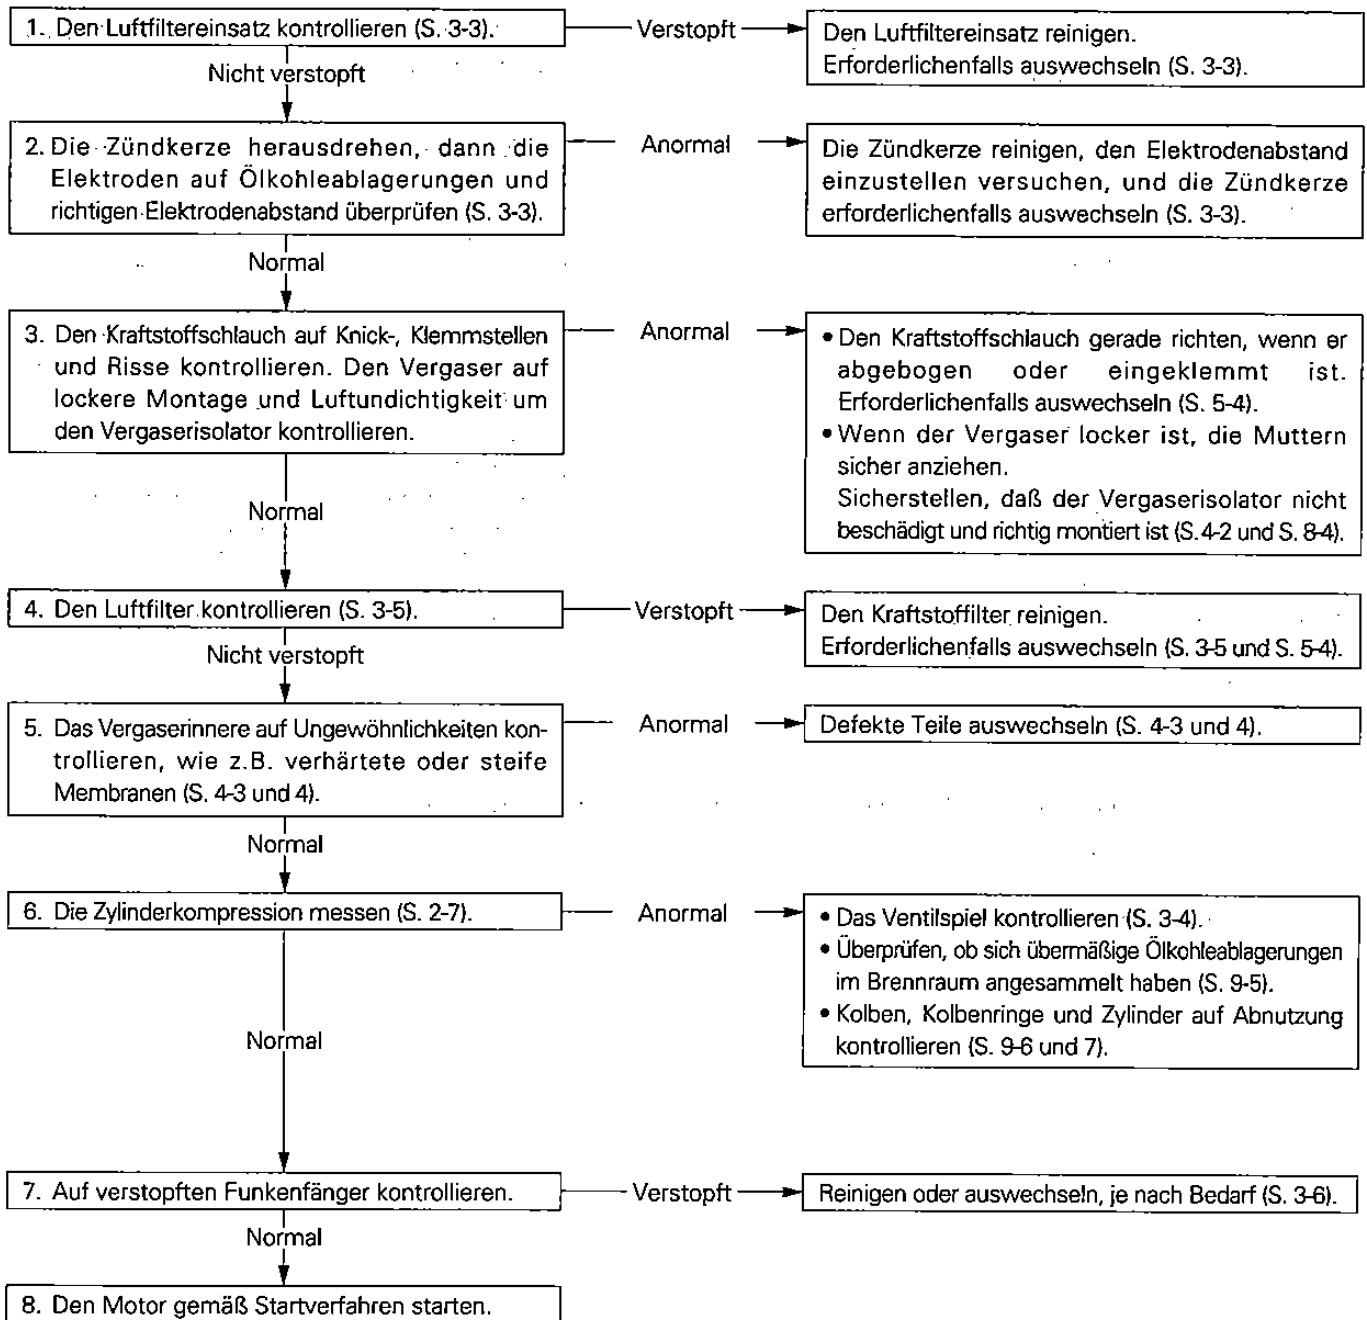 1. Den Luftfiltereinsatz kontrollieren (S. 3-3).
Verstopft
Den Luftfiltereinsatz reinigen.
Erforderlichenfalls auswechseln (S. 3-3).
Nicht verstopft
2. Die Zündkerze herausdrehen, dann die
Elektroden auf Ölkohleablagerungen und
richtigen Elektrodenabstand überprüfen (S. 3-3).
Anormal
Die Zündkerze reinigen, den Elektrodenabstand
einzustellen versuchen, und die Zündkerze
erforderlichenfalls auswechseln (S. 3-3).
Normal
3. Den Kraftstoffschlauch auf Knick-, Klemmstellen
und Risse kontrollieren. Den Vergaser auf
lockere Montage und Luftundichtigkeit um
den Vergaserisolator kontrollieren.
Anormal
• Den Kraftstoffschlauch gerade richten, wenn er
abgebogen oder eingeklemmt ist.
Erforderlichenfalls auswechseln (S. 5-4).
• Wenn der Vergaser locker ist, die Muttern
sicher anziehen.
Sicherstellen, daß der Vergaserisolator nicht
beschädigt und richtig montiert ist (S. 4-2 und S. 8-4).
Normal
4. Den Luftfilter kontrollieren (S. 3-5).
Verstopft
Den Kraftstoffilter reinigen.
Erforderlichenfalls auswechseln (S. 3-5 und S. 5-4).
Nicht verstopft
5. Das Vergaserinnere auf Ungewöhnlichkeiten kon-
trollieren, wie z.B. verhärtete oder steife
Membranen (S. 4-3 und 4).
Anormal
Defekte Teile auswechseln (S. 4-3 und 4).
Normal
6. Die Zylinderkompression messen (S. 2-7).
Anormal
• Das Ventilspiel kontrollieren (S. 3-4).
• Überprüfen, ob sich übermäßige Ölkohleablagerungen
im Brennraum angesammelt haben (S. 9-5).
• Kolben, Kolbenringe und Zylinder auf Abnutzung
kontrollieren (S. 9-6 und 7).
Normal
7. Auf verstopften Funkenfänger kontrollieren.
Verstopft
Reinigen oder auswechseln, je nach Bedarf (S. 3-6).
Normal
8. Den Motor gemäß Startverfahren starten.